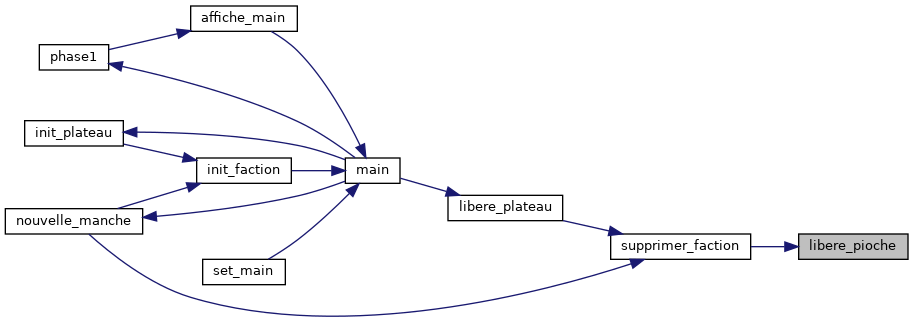 affiche_main
phase1
init_plateau
init_faction
main
nouvelle_manche
libere_plateau
supprimer_faction
libere_pioche
set_main